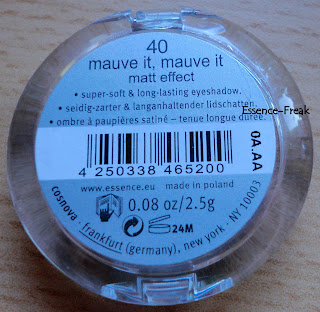 40
mauve it, mauve it
matt effect
• super-soft & long-lasting eyeshadow.
• seidig-zarter & langanhaltender lidschatten.
• ombre à paupières satiné – tenue longue durée.
Essence-Freak
0A.AA
4 250338 465200
www.essence.eu made in poland
0.08 oz/2.5g
24M
cosnova · frankfurt (germany), new york - NY 10003